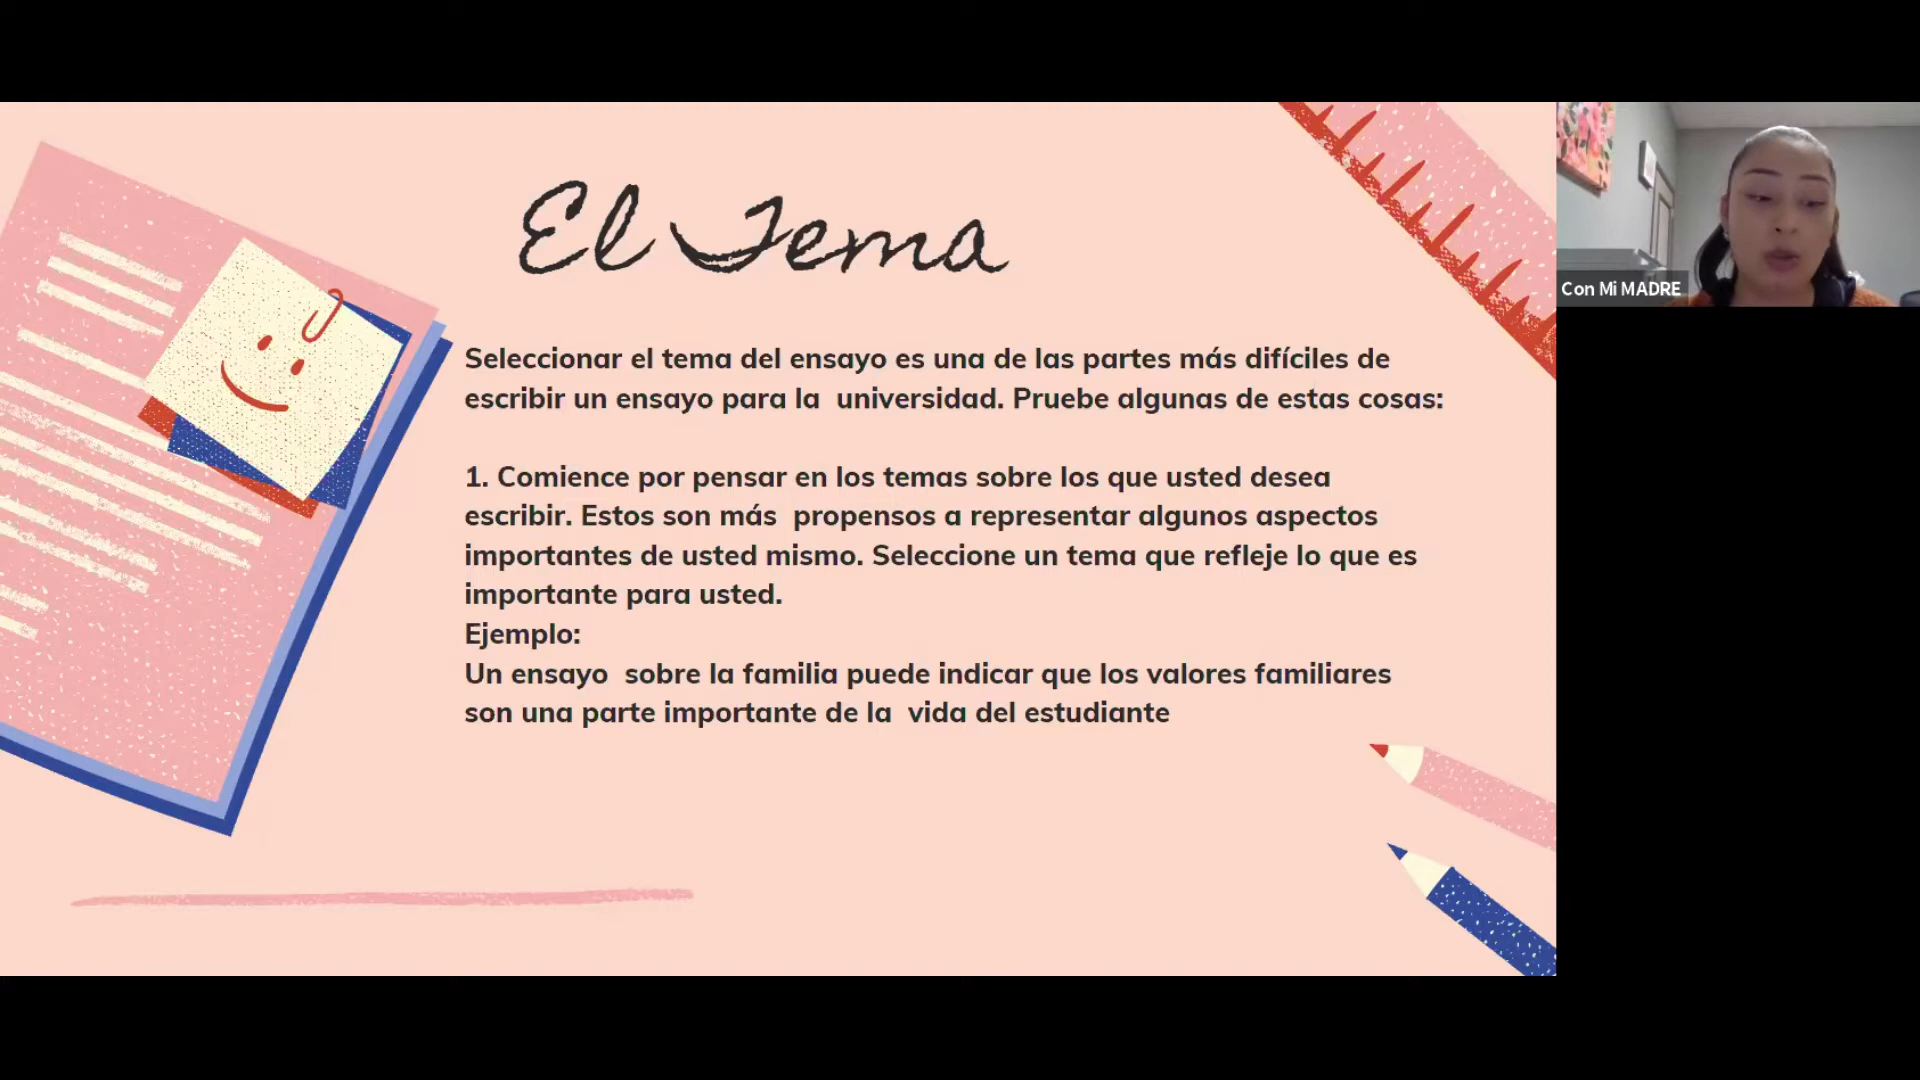 El Tema
Seleccionar el tema del ensayo es una de las partes más difíciles de
escribir un ensayo para la universidad. Pruebe algunas de estas cosas:
1. Comience por pensar en los temas sobre los que usted desea
escribir. Estos son más propensos a representar algunos aspectos
importantes de usted mismo. Seleccione un tema que refleje lo que es
importante para usted.
Ejemplo:
Un ensayo sobre la familia puede indicar que los valores familiares
son una parte importante de la vida del estudiante
Con Mi MADRE